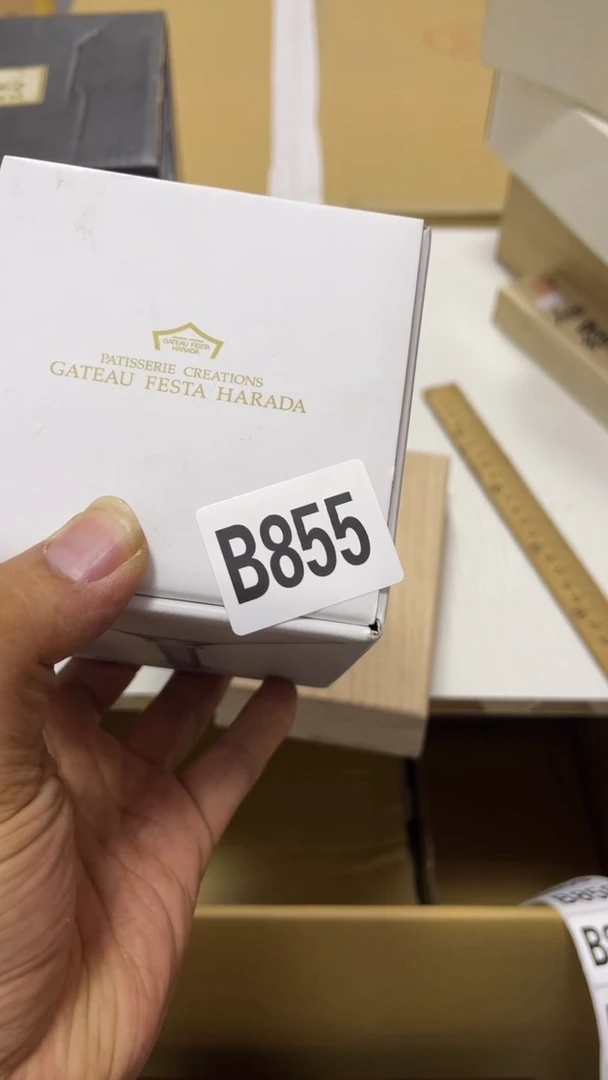 GATEAU FESTA
HARADA
PATISSERIE CREATIONS
GATEAU FESTA HARADA
B855